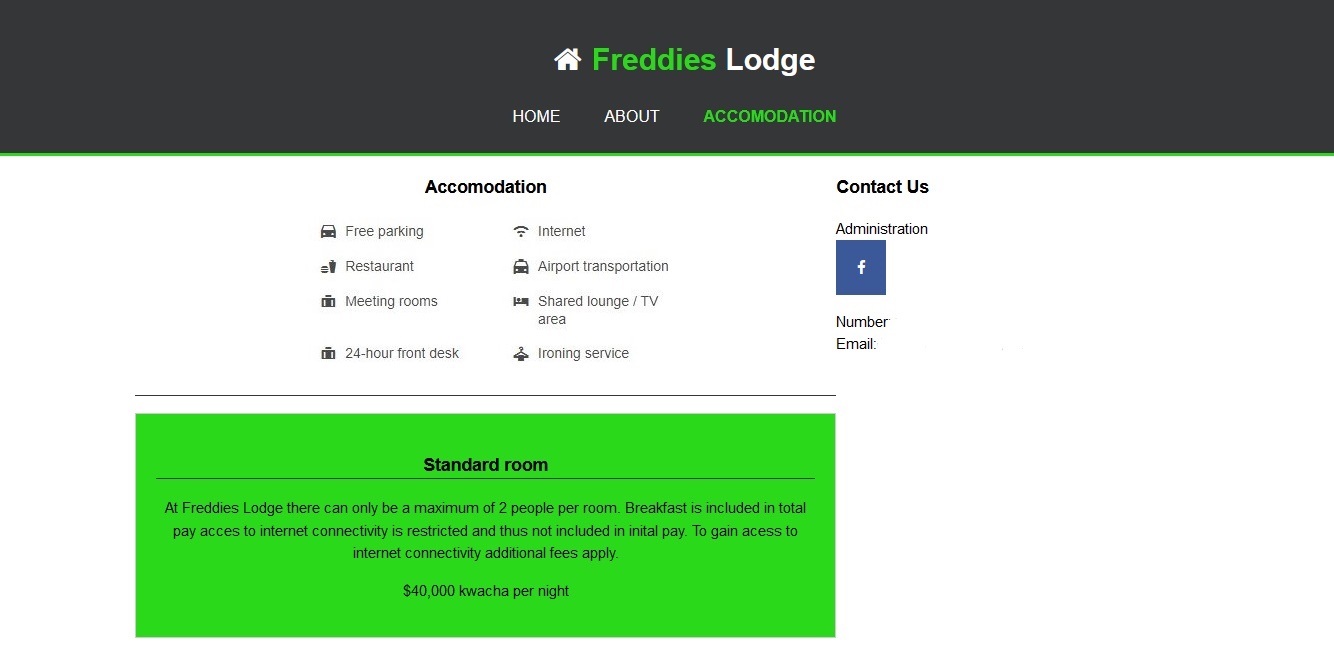 Freddies Lodge
HOME ABOUT ACCOMODATION
Accomodation
Free parking
Internet
Restaurant
Airport transportation
Meeting rooms
Shared lounge / TV
area
24-hour front desk
Ironing service
Contact Us
Administration
f
Number
Email:
Standard room
At Freddies Lodge there can only be a maximum of 2 people per room. Breakfast is included in total
pay acces to internet connectivity is restricted and thus not included in inital pay. To gain acess to
internet connectivity additional fees apply.
$40,000 kwacha per night